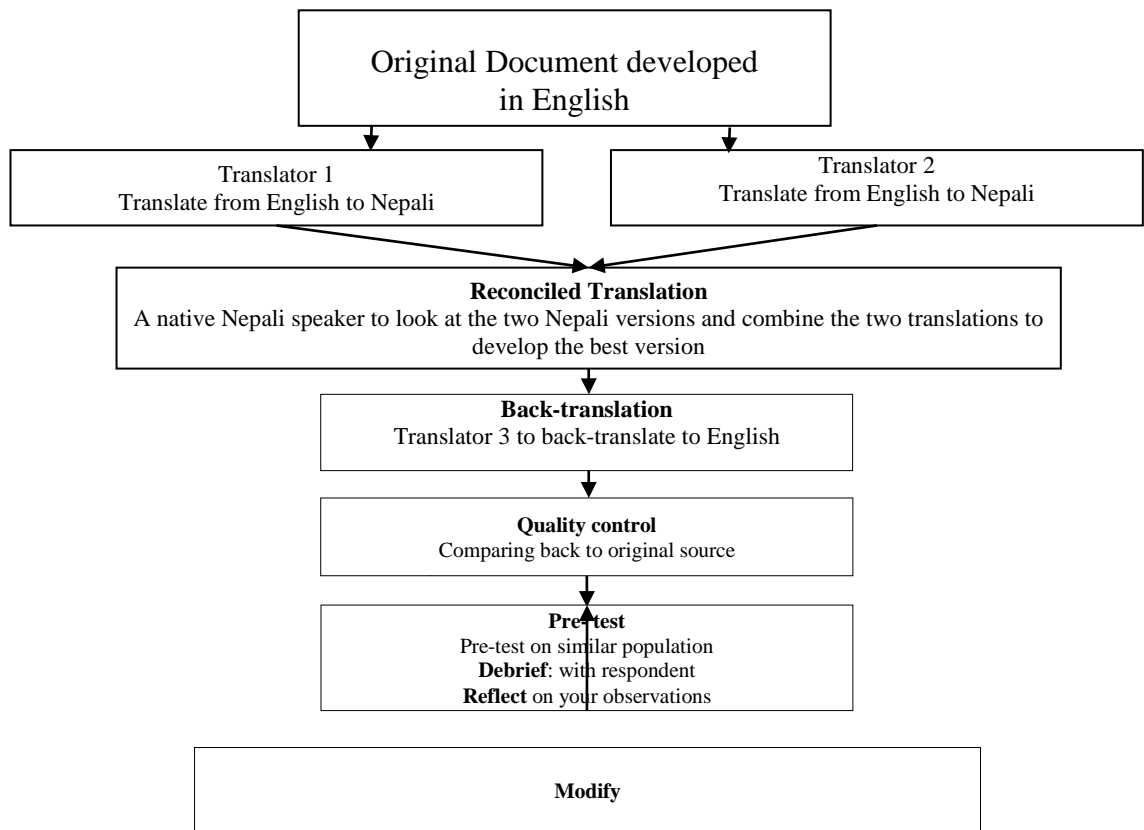 Original Document developed
in English
Translator 1
Translate from English to Nepali
Translator 2
Translate from English to Nepali
Reconciled Translation
A native Nepali speaker to look at the two Nepali versions and combine the two translations to
develop the best version
Back-translation
Translator 3 to back-translate to English
Quality control
Comparing back to original source
Pre-test
Pre-test on similar population
Debrief: with respondent
Reflect on your observations
Modify